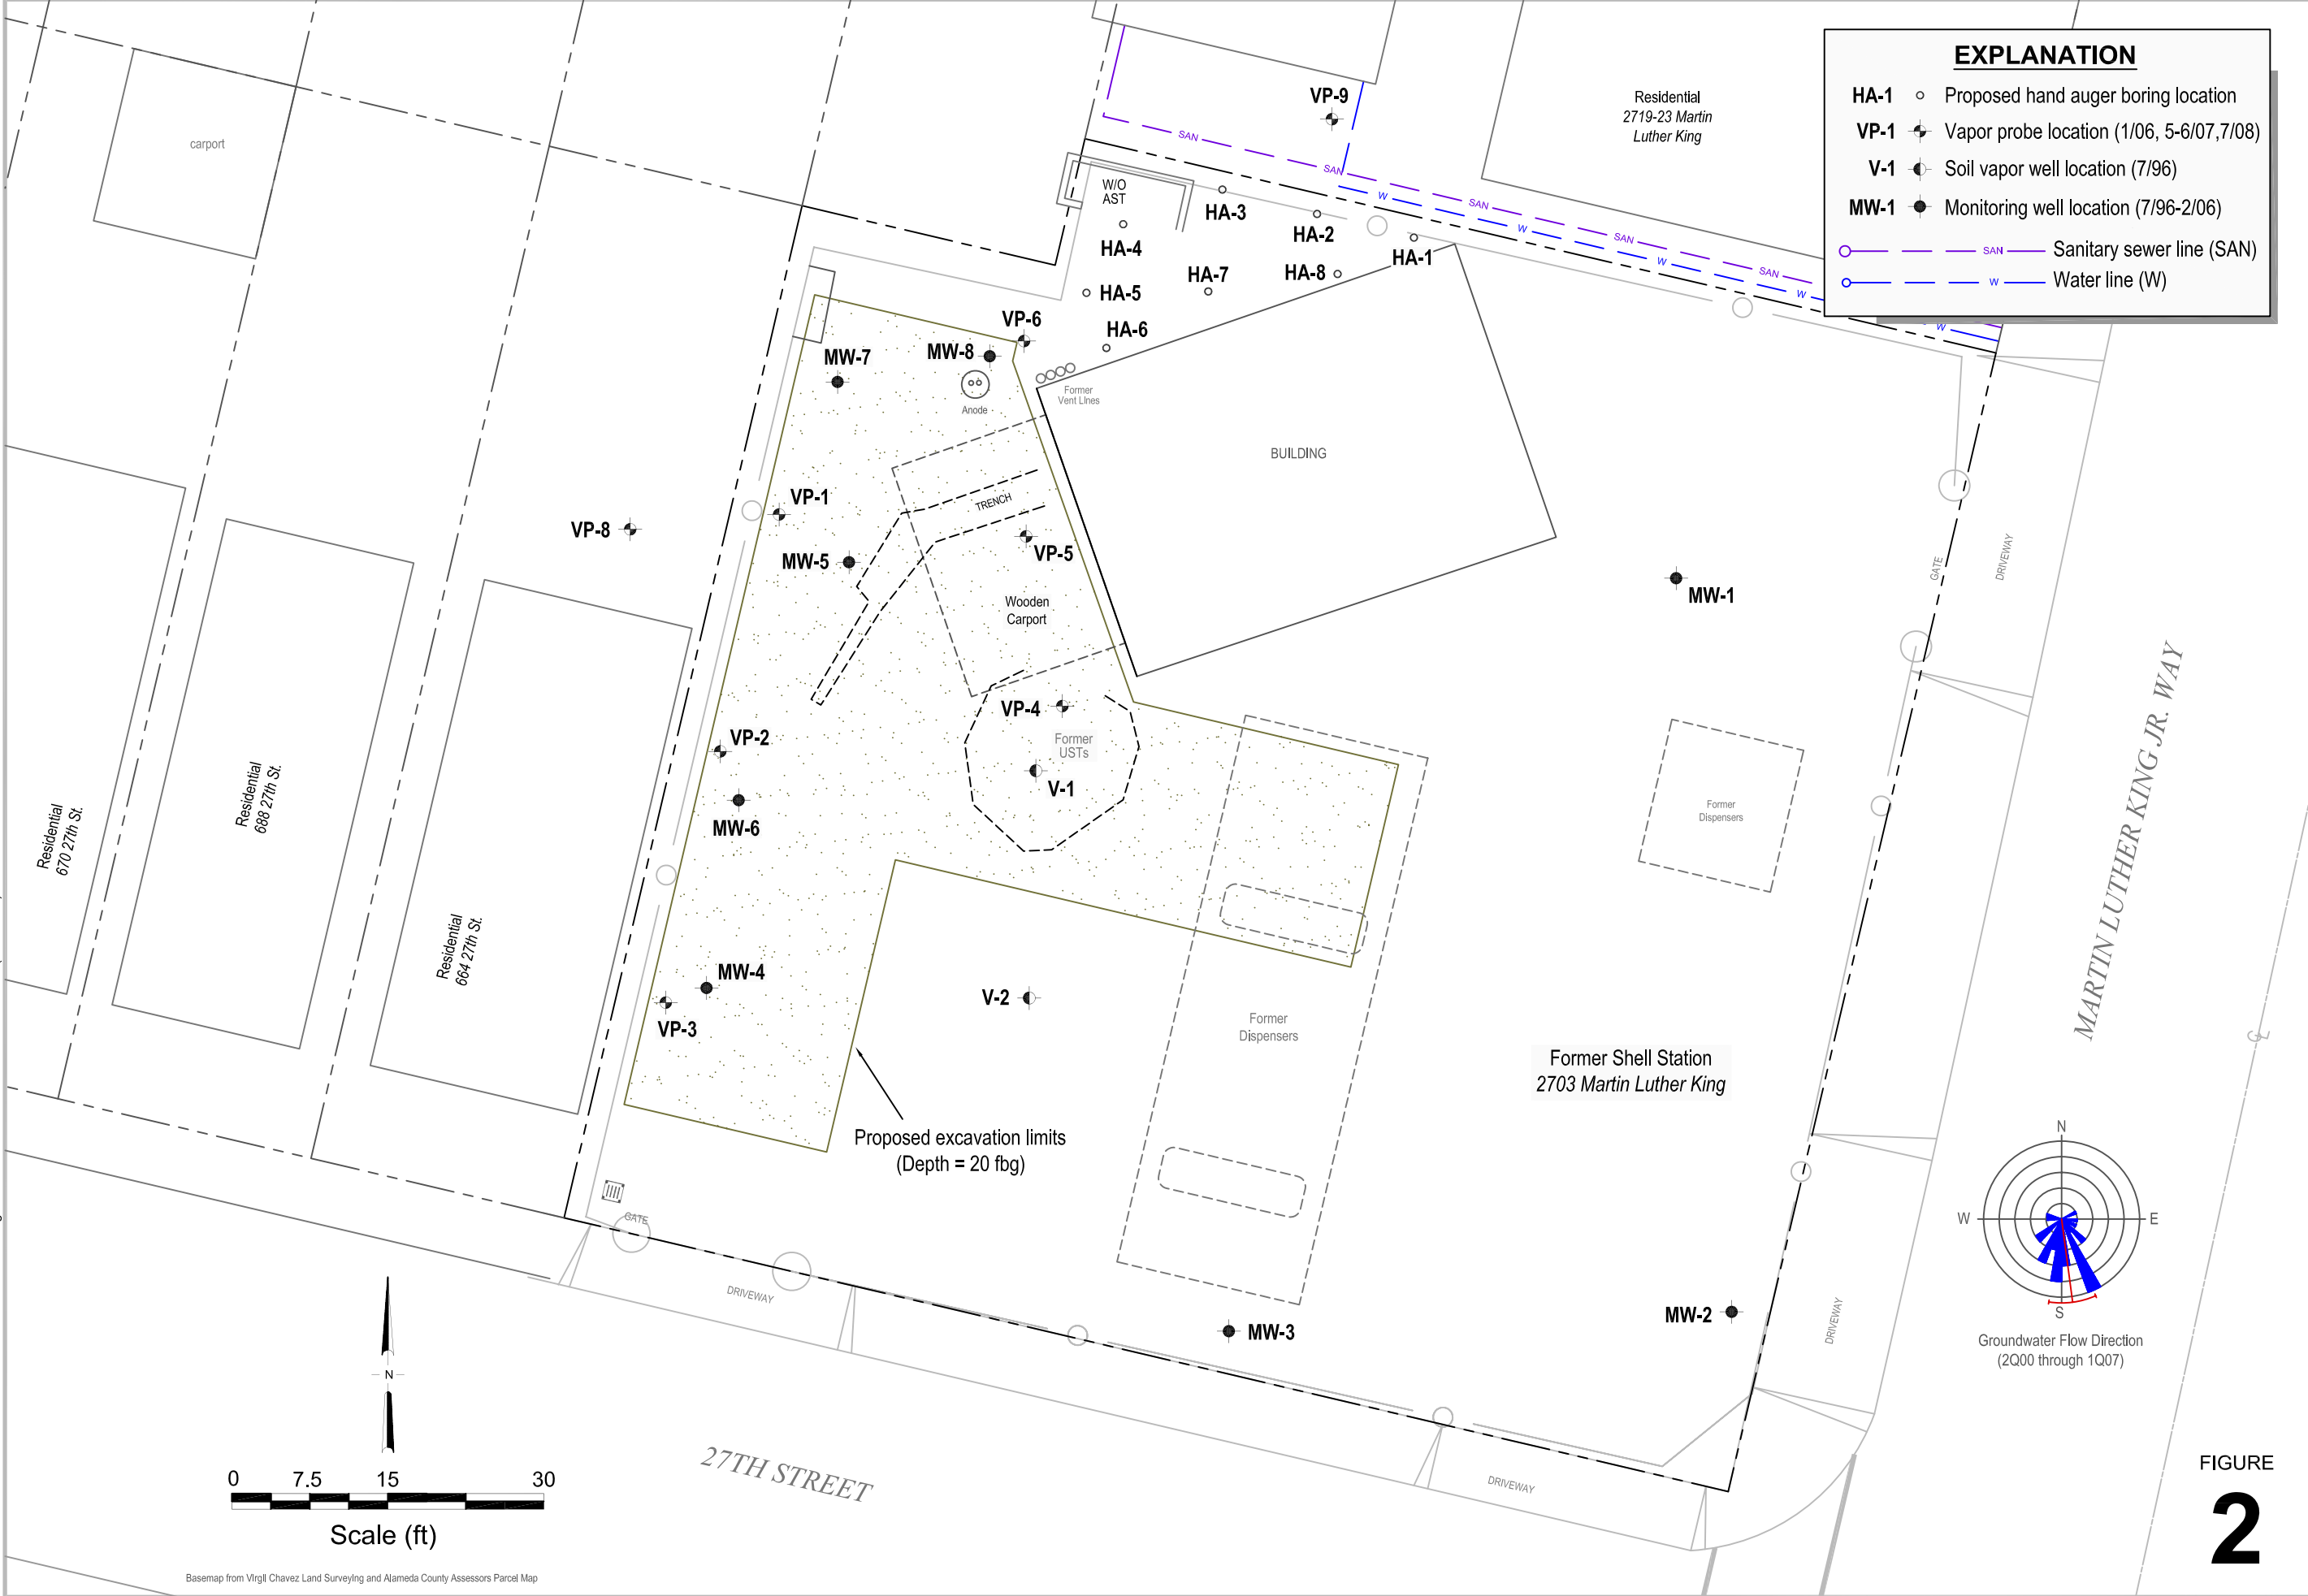 EXPLANATION
HA-1 Proposed hand auger boring location
VP-1 Vapor probe location (1/06, 5-6/07,7/08)
V-1 Soil vapor well location (7/96)
MW-1 Monitoring well location (7/96-2/06)
SAN Sanitary sewer line (SAN)
W Water line (W)
carport
VP-9
Residential
2719-23 Martin
Luther King
SAN
SAN
SAN
SAN
SAN
W
W
W
W
W
W/O
AST
HA-3
HA-2
HA-1
HA-4
HA-7
HA-8
HA-5
HA-6
VP-6
MW-7
MW-8
Anode
Former
Vent LInes
BUILDING
TRENCH
VP-1
VP-8
MW-5
VP-5
Wooden
Carport
MW-1
GATE
DRIVEWAY
VP-4
Former
USTs
V-1
VP-2
MW-6
Former
Dispensers
MARTIN LUTHER KING JR. WAY
Residential
670 27th St.
Residential
688 27th St.
Residential
664 27th St.
MW-4
VP-3
V-2
Former
Dispensers
Former Shell Station
2703 Martin Luther King
Proposed excavation limits
(Depth = 20 fbg)
GATE
DRIVEWAY
MW-3
MW-2
DRIVEWAY
DRIVEWAY
N
W
E
S
Groundwater Flow Direction
(2Q00 through 1Q07)
N
0 7.5 15 30
Scale (ft)
27TH STREET
FIGURE
2
Basemap from VIrgil Chavez Land Surveying and Alameda County Assessors Parcel Map